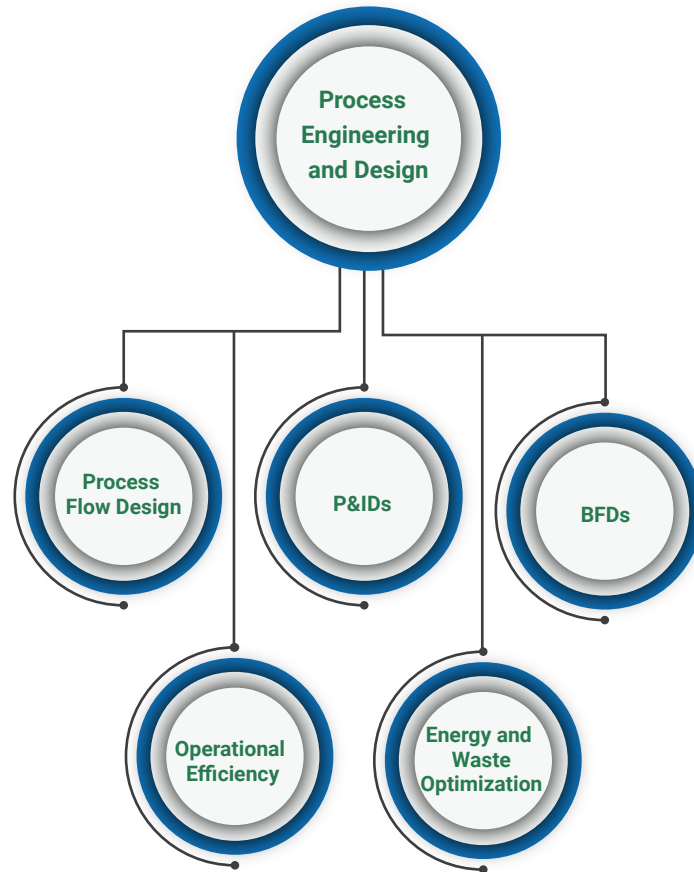 Process
Engineering
and Design
Process
Flow Design
P&IDs
BFDs
Operational
Efficiency
Energy and
Waste
Optimization